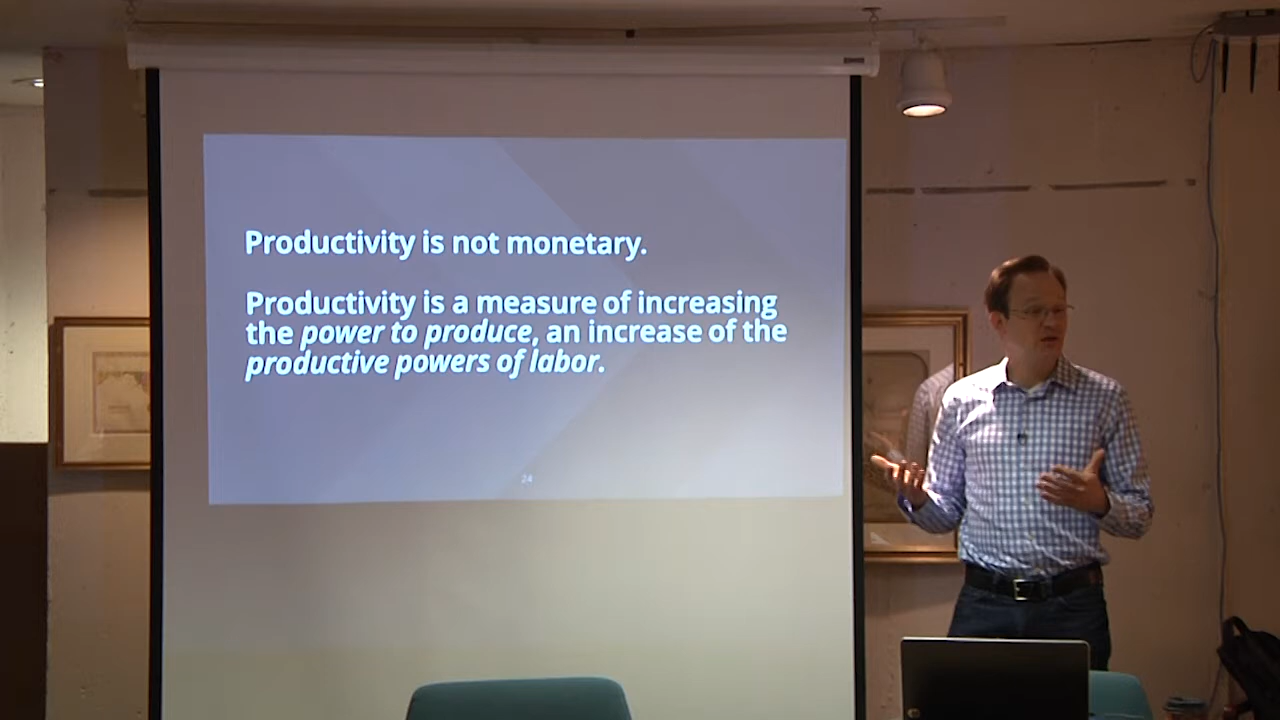 Productivity is not monetary.
Productivity is a measure of increasing
the power to produce, an increase of the
productive powers of labor.
24